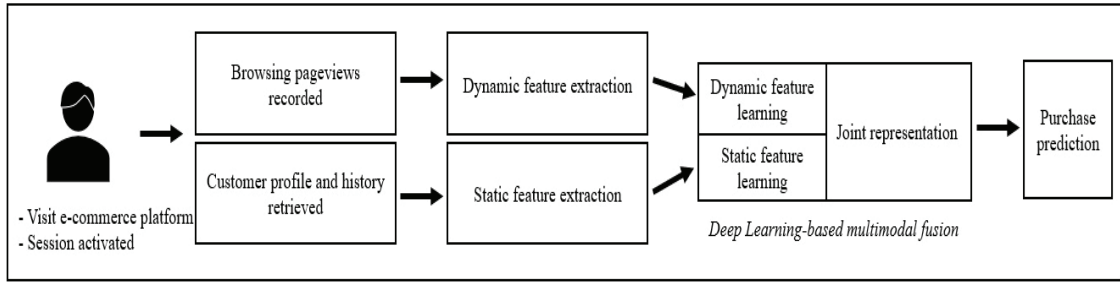 - Visit e-commerce platform
- Session activated
Browsing pageviews
recorded
Customer profile and history
retrieved
Dynamic feature extraction
Static feature extraction
Dynamic feature
learning
Static feature
learning
Joint representation
Deep Learning-based multimodal fusion
Purchase
prediction